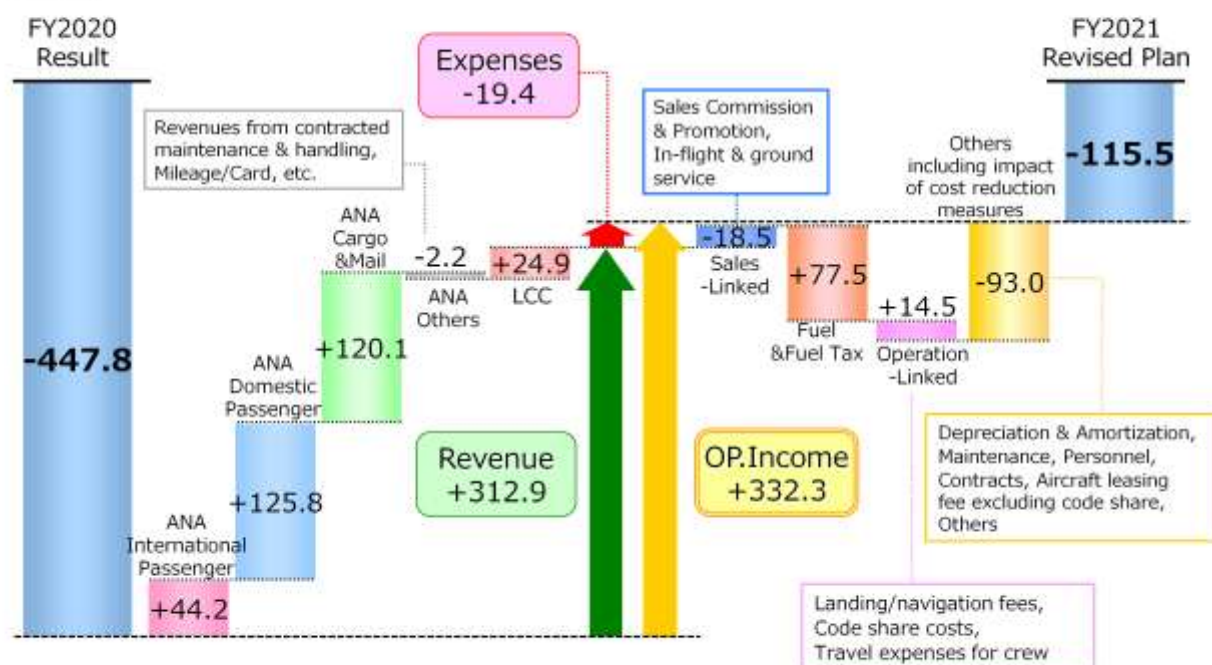 FY2020
Result
-447.8
Revenues from contracted
maintenance & handling,
Mileage/Card, etc.
ANA
International
Passenger
+44.2
ANA
Domestic
Passenger
+125.8
ANA
Cargo
&Mail
+120.1
-2.2
ANA
Others
+24.9
LCC
Expenses
-19.4
Revenue
+312.9
OP.Income
+332.3
Sales Commission
& Promotion,
In-flight & ground
service
-18.5
Sales
-Linked
+77.5
Fuel
&Fuel Tax
+14.5
Operation
-Linked
Others
including impact
of cost reduction
measures
-93.0
FY2021
Revised Plan
-115.5
Depreciation & Amortization,
Maintenance, Personnel,
Contracts, Aircraft leasing
fee excluding code share,
Others
Landing/navigation fees,
Code share costs,
Travel expenses for crew